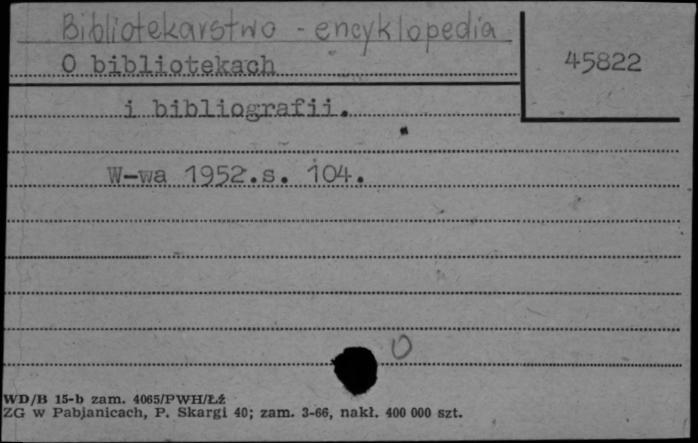 Bibliotekarstwo - encyklopedia
O bibliotekach
45822
i bibliografii.
W-wa 1952.s. 104.
0
WD/B 15-b zam. 4065/PWH/Łż
ZG w Pabjanicach, P. Skargi 40; zam. 3-66, nakł. 400 000 szt.